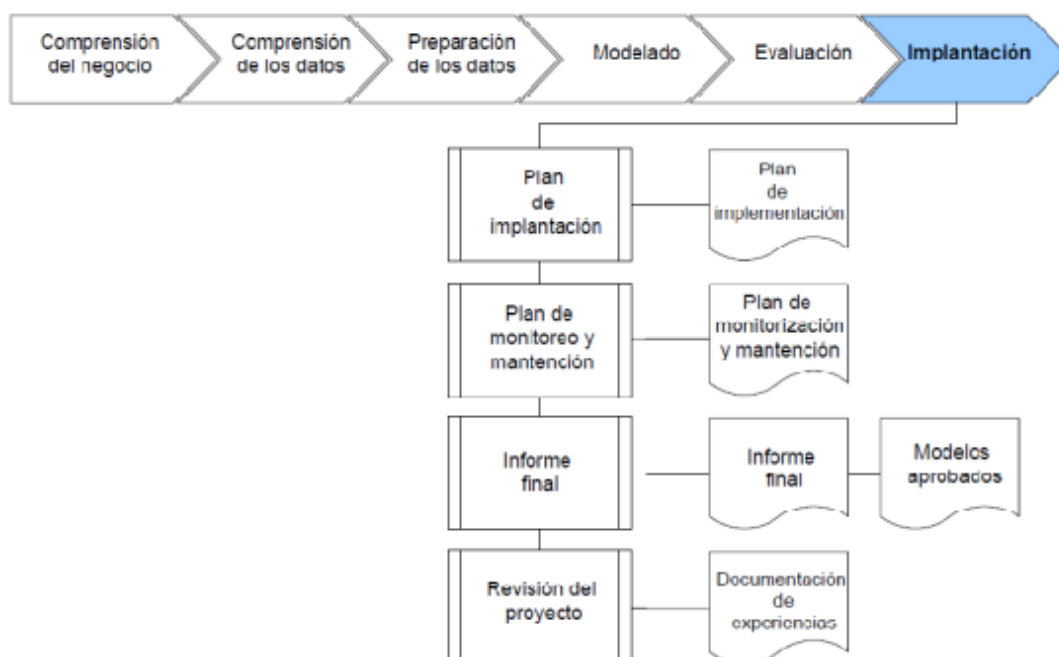 Comprensión
del negocio
Comprensión
de los datos
Preparación
de los datos
Modelado
Evaluación
Implantación
Plan
de
implantación
Plan
de
implementación
Plan de
monitoreo y
mantención
Plan de
monitorización
y mantención
Informe
final
Informe
final
Modelos
aprobados
Revisión del
proyecto
Documentación
de
experiencias